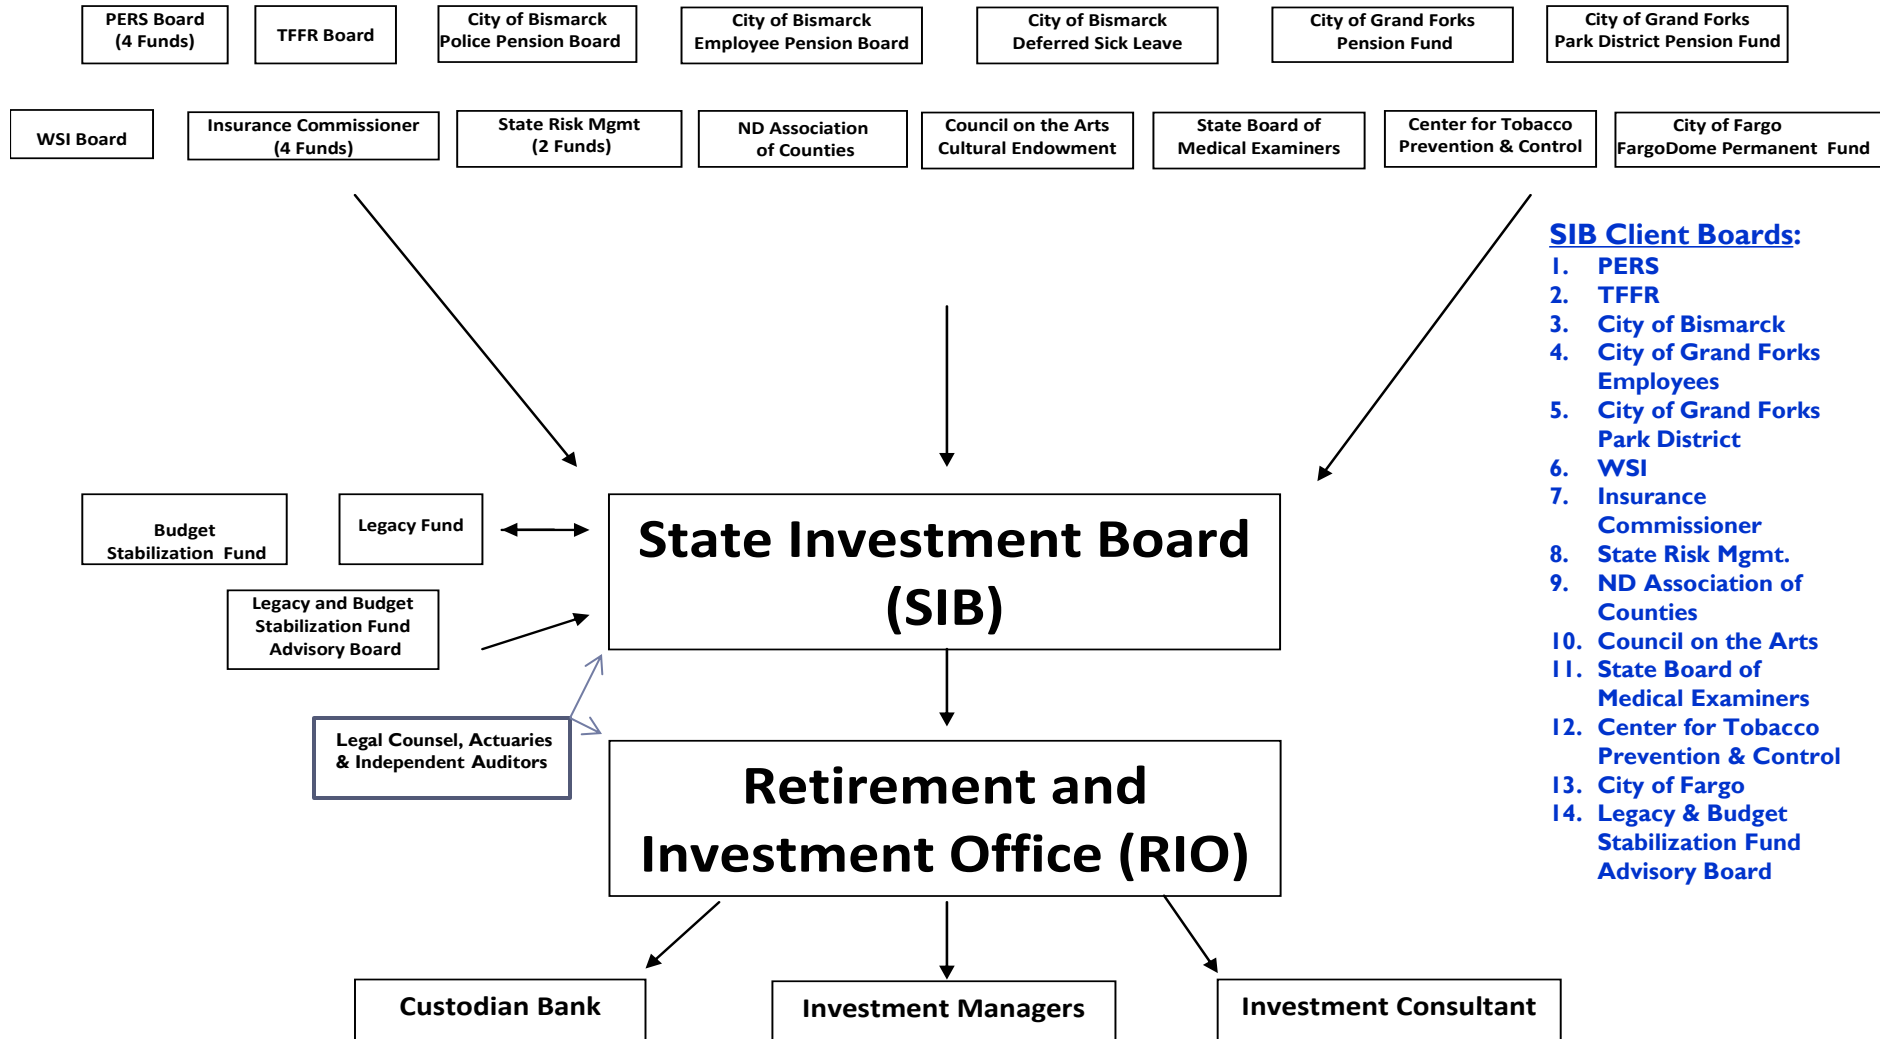 PERS Board
(4 Funds)
TFFR Board
City of Bismarck
Police Pension Board
City of Bismarck
Employee Pension Board
City of Bismarck
Deferred Sick Leave
City of Grand Forks
Pension Fund
City of Grand Forks
Park District Pension Fund
WSI Board
Insurance Commissioner
(4 Funds)
State Risk Mgmt
(2 Funds)
ND Association
of Counties
Council on the Arts
Cultural Endowment
State Board of
Medical Examiners
Center for Tobacco
Prevention & Control
City of Fargo
FargoDome Permanent Fund
SIB Client Boards:
1. PERS
2. TFFR
3. City of Bismarck
4. City of Grand Forks
Employees
5. City of Grand Forks
Park District
6. WSI
7. Insurance
Commissioner
8. State Risk Mgmt.
9. ND Association of
Counties
10. Council on the Arts
11. State Board of
Medical Examiners
12. Center for Tobacco
Prevention & Control
13. City of Fargo
14. Legacy & Budget
Stabilization Fund
Advisory Board
Budget
Stabilization Fund
Legacy Fund
State Investment Board
(SIB)
Legacy and Budget
Stabilization Fund
Advisory Board
Legal Counsel, Actuaries
& Independent Auditors
Retirement and
Investment Office (RIO)
Custodian Bank
Investment Managers
Investment Consultant